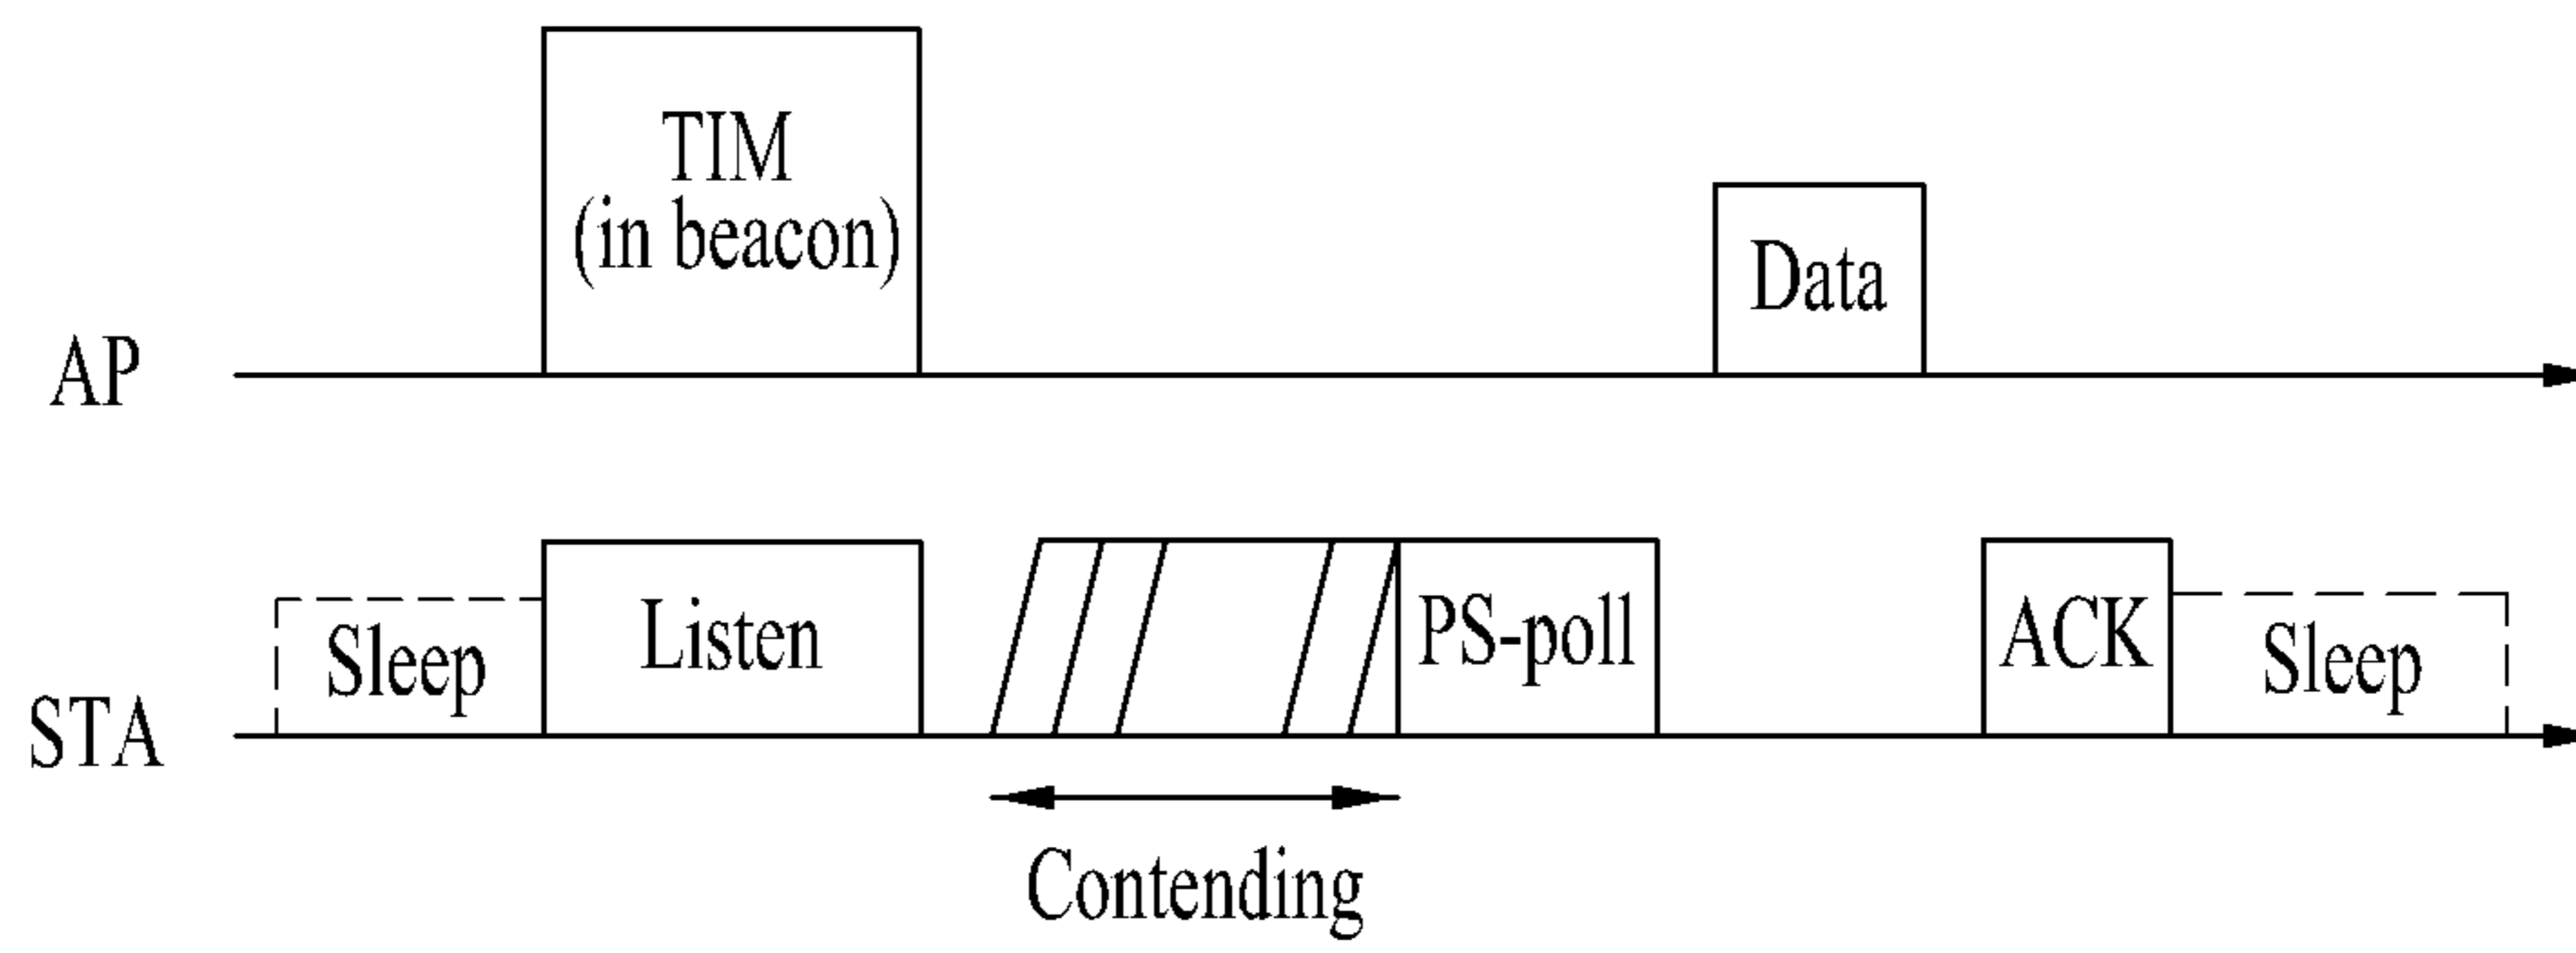 TIM
(in beacon)
Data
AP
Sleep
Listen
PS-poll
ACK
Sleep
STA
Contending